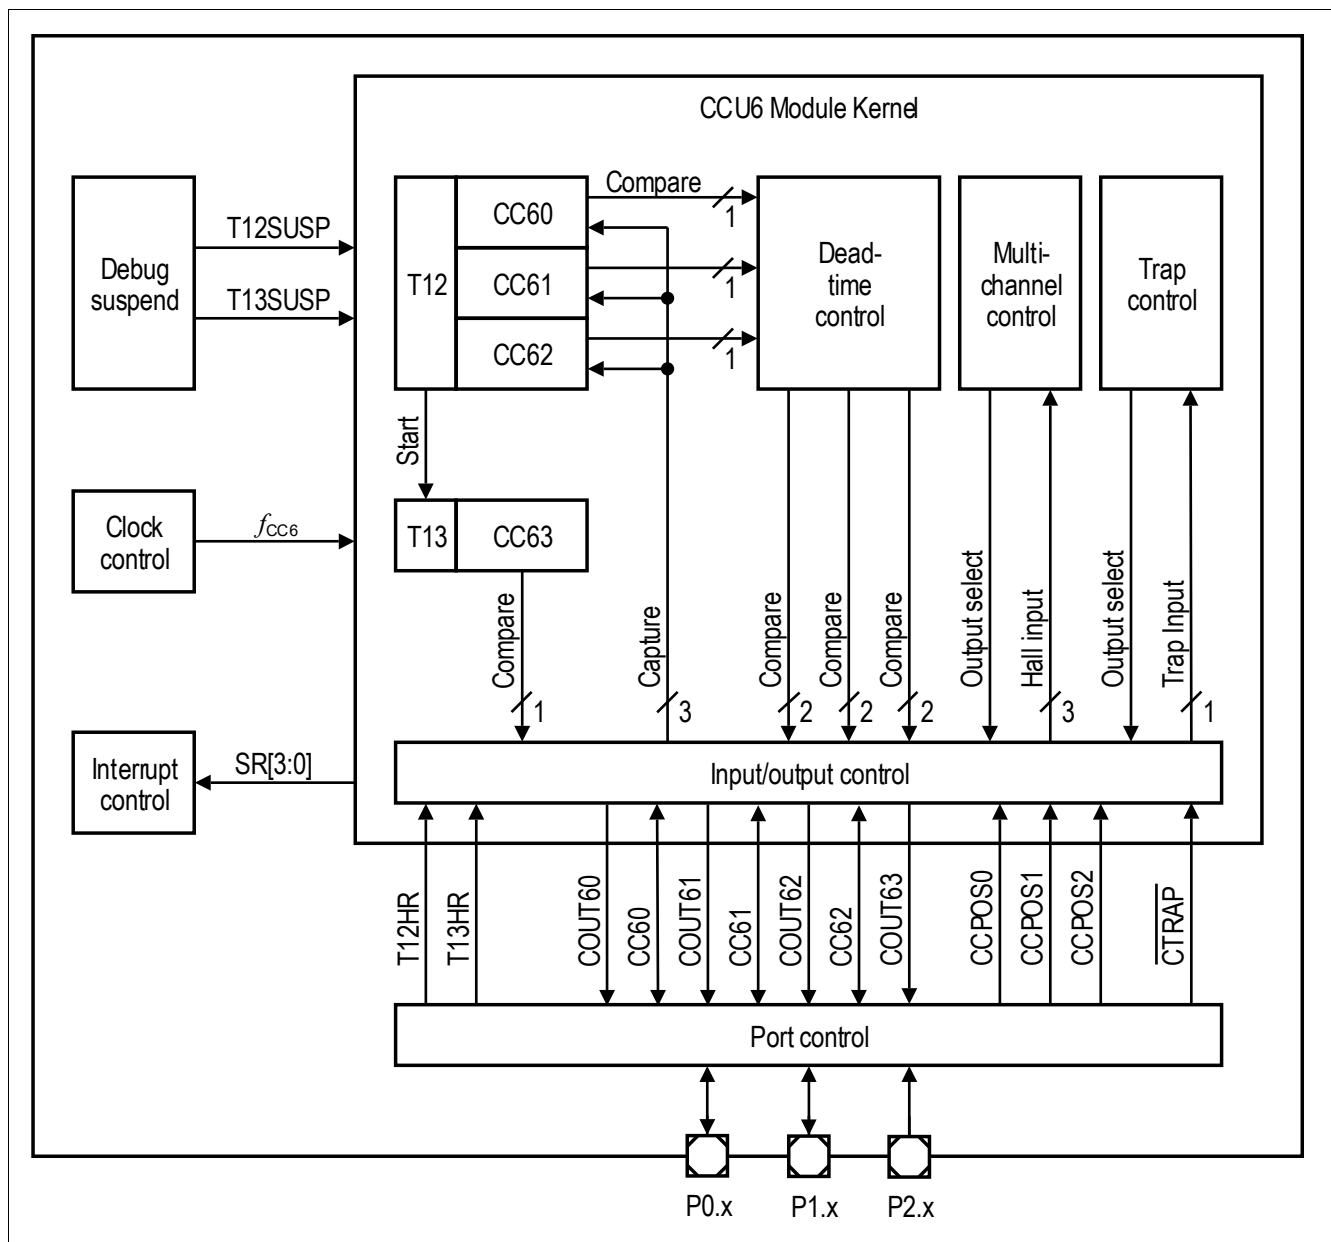 CCU6 Module Kernel
Debug
suspend
T12SUSP
T13SUSP
T12
CC60
CC61
CC62
Compare
1
1
1
Dead-
time
control
Multi-
channel
control
Trap
control
Start
T13
CC63
Clock
control
fCC6
Compare
1
Capture
3
Compare
2
Compare
2
Compare
2
Output select
Hall input
3
Output select
Trap Input
1
Interrupt
control
SR[3:0]
Input/output control
T12HR
T13HR
COUT60
CC60
COUT61
CC61
COUT62
CC62
COUT63
CCPOS0
CCPOS1
CCPOS2
CTRAP
Port control
P0.x
P1.x
P2.x